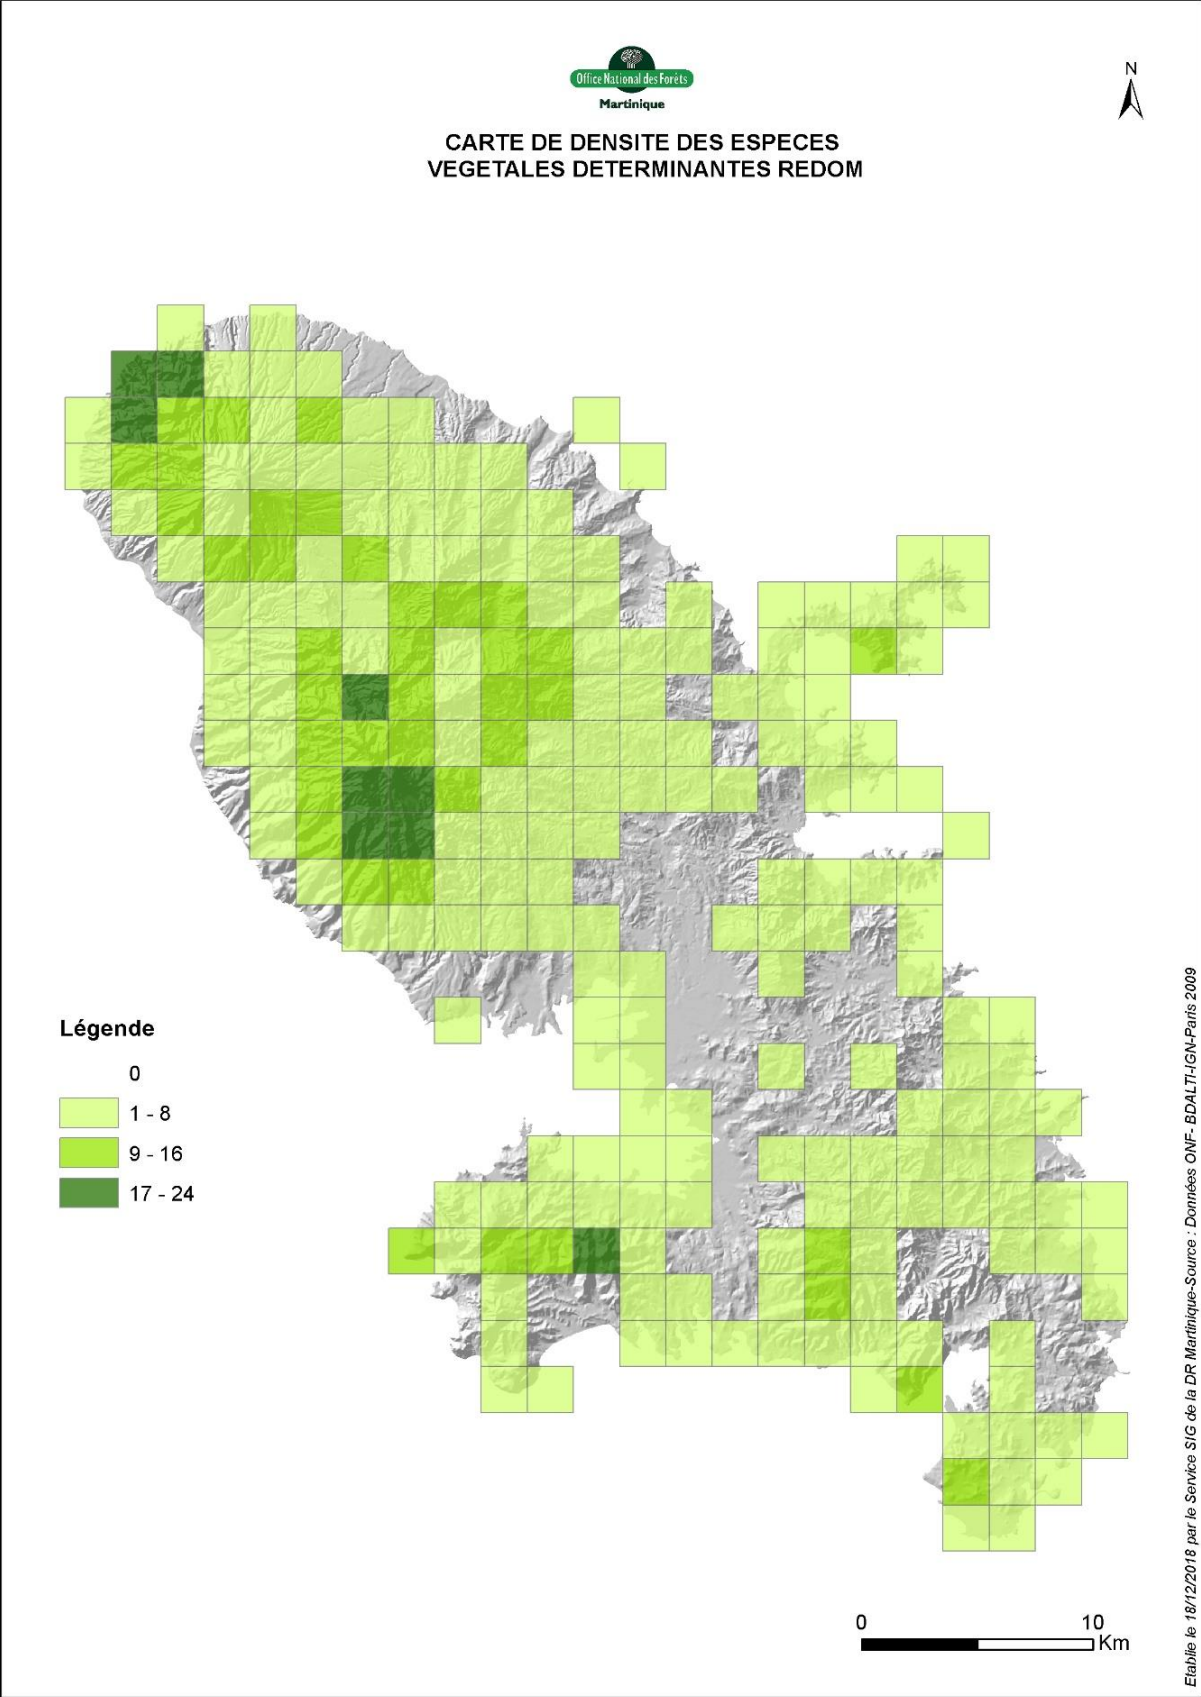 Office National des Forêts
Martinique
N
CARTE DE DENSITE DES ESPECES
VEGETALES DETERMINANTES REDOM
Légende
0
1 - 8
9 - 16
17 - 24
0 10
Km
Etablie le 18/12/2018 par le Service SIG de la DR Martinique-Source : Données ONF- BDALTI-IGN-Paris 2009